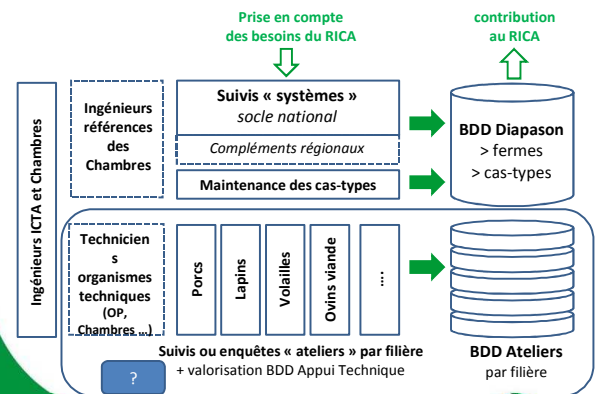 Prise en compte
des besoins du RICA
contribution
au RICA
Ingénieurs ICTA et Chambres
Ingénieurs
références
des
Chambres
Suivis « systèmes »
socle national
Compléments régionaux
Maintenance des cas-types
BDD Diapason
> fermes
> cas-types
Technicien
s
organismes
techniques
(OP,
Chambres …)
Porcs
Lapins
Volailles
Ovins viande
….
Suivis ou enquêtes « ateliers » par filière
+ valorisation BDD Appui Technique
BDD Ateliers
par filière
?